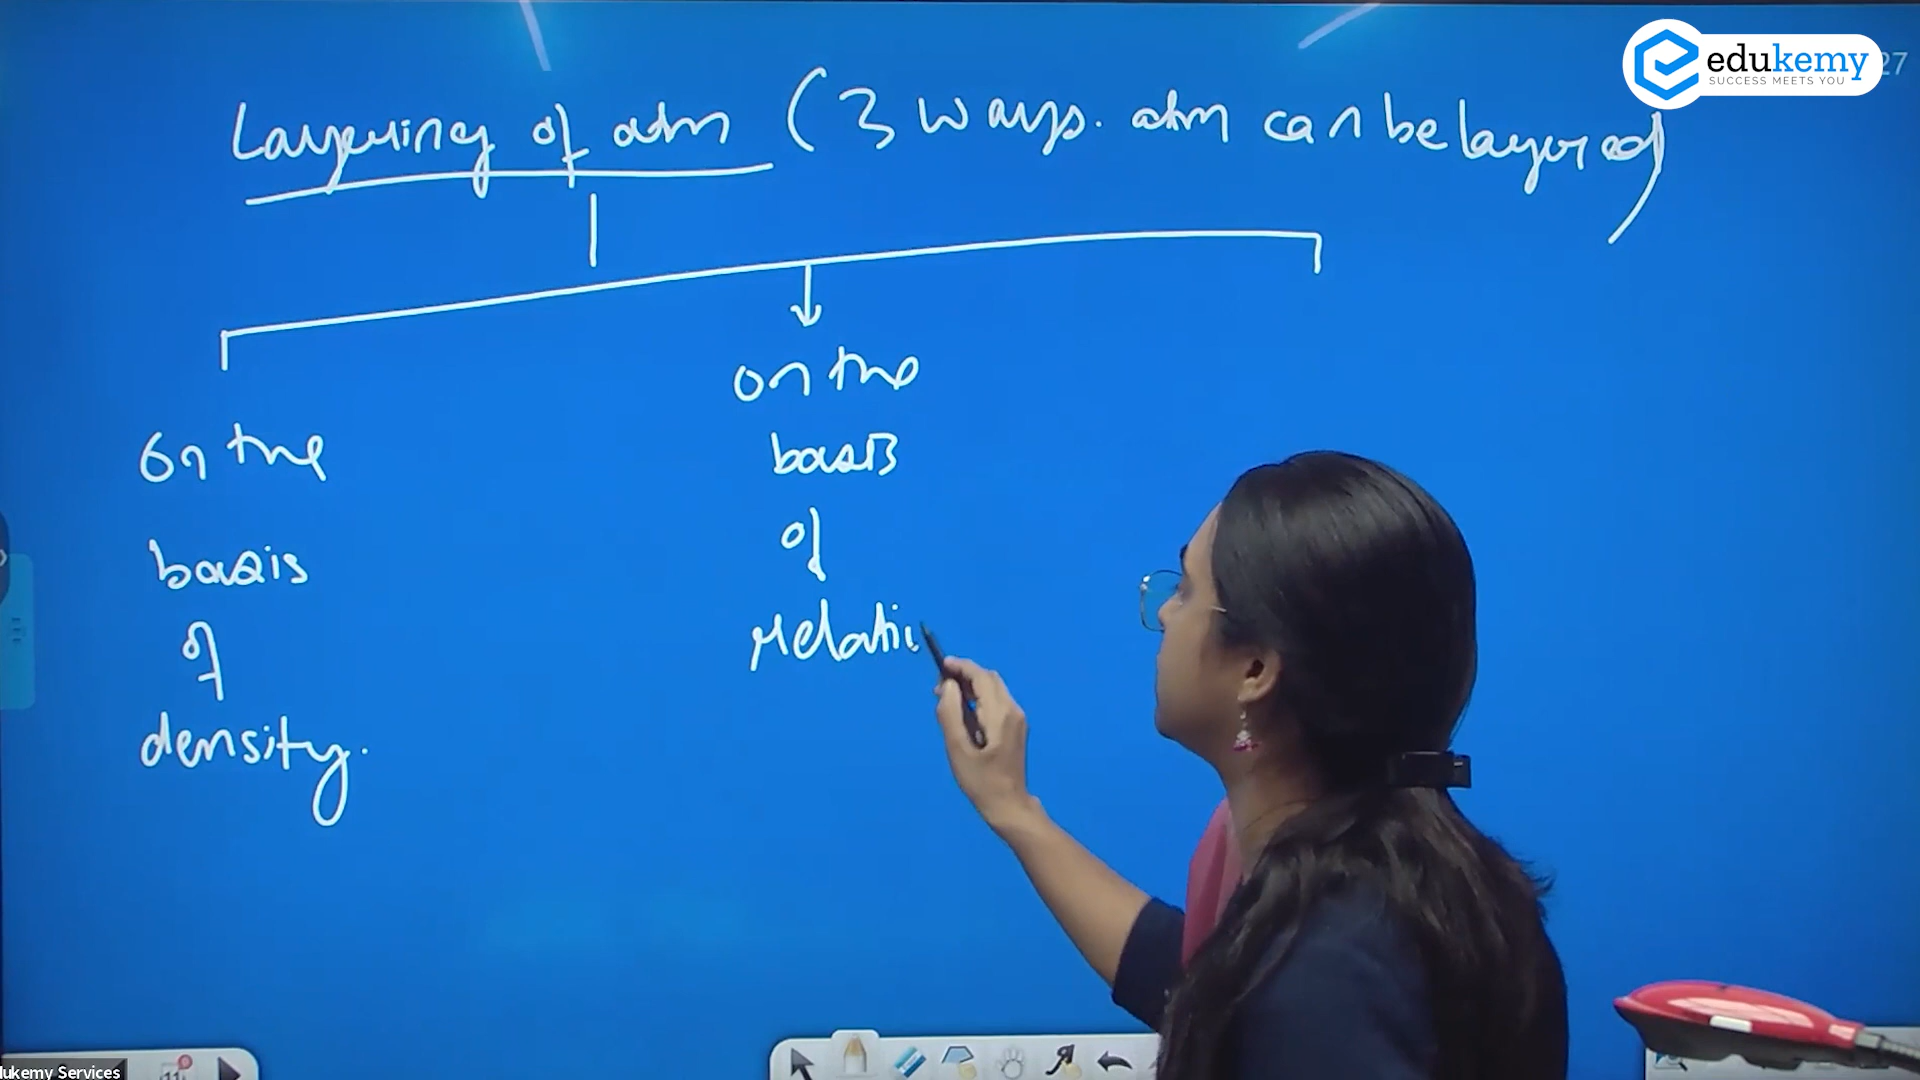 edukemy
SUCCESS MEETS YOU
27
Layering of atm (3 ways. atm can be layered)
On the
basis
of
density.
on the
basis
of
relati
lukemy Services